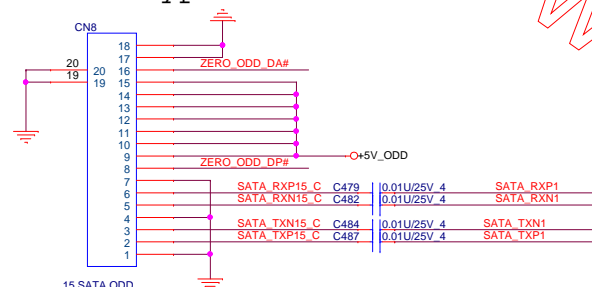 CN8
18
17
20 20 16 ZERO_ODD_DA#
19 19 15
14
13
12
11
10
9 +5V_ODD
8 ZERO_ODD_DP#
7
6 SATA_RXP15_C C479 0.01U/25V_4 SATA_RXP1
5 SATA_RXN15_C C482 0.01U/25V_4 SATA_RXN1
4
3 SATA_TXN15_C C484 0.01U/25V_4 SATA_TXN1
2 SATA_TXP15_C C487 0.01U/25V_4 SATA_TXP1
1
15 SATA ODD